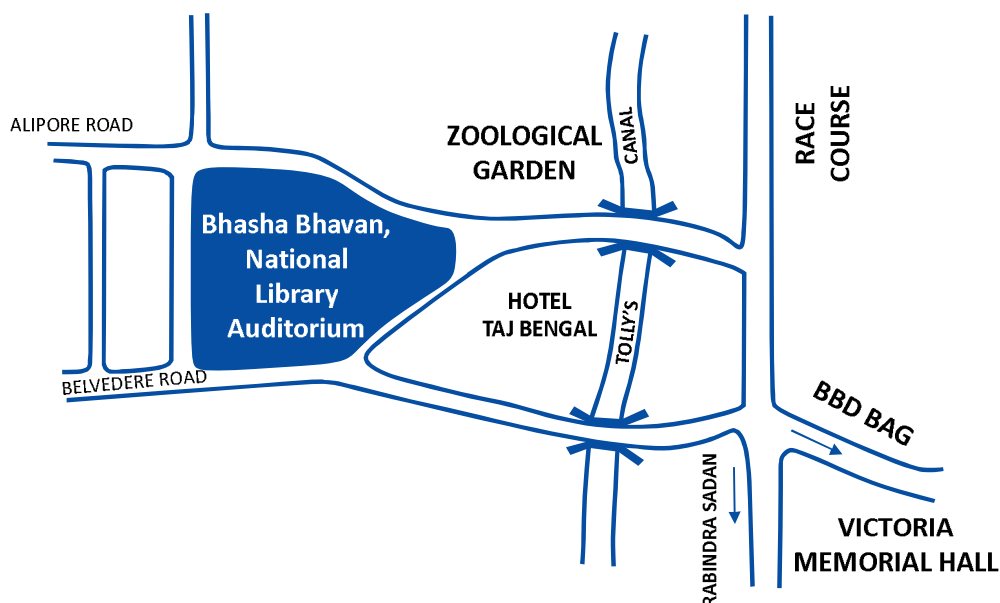 ALIPORE ROAD
ZOOLOGICAL
GARDEN
CANAL
RACE
COURSE
Bhasha Bhavan,
National
Library
Auditorium
HOTEL
TAJ BENGAL
TOLLY'S
BELVEDERE ROAD
BBD BAG
RABINDRA SADAN
VICTORIA
MEMORIAL HALL